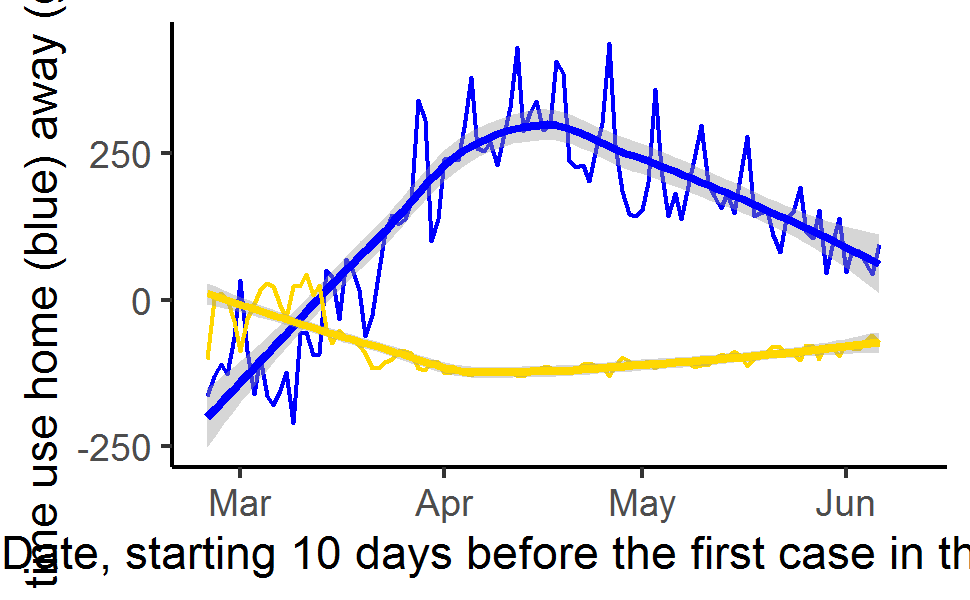 time use home (blue) away (
250
0
-250
Mar Apr May Jun
Date, starting 10 days before the first case in th